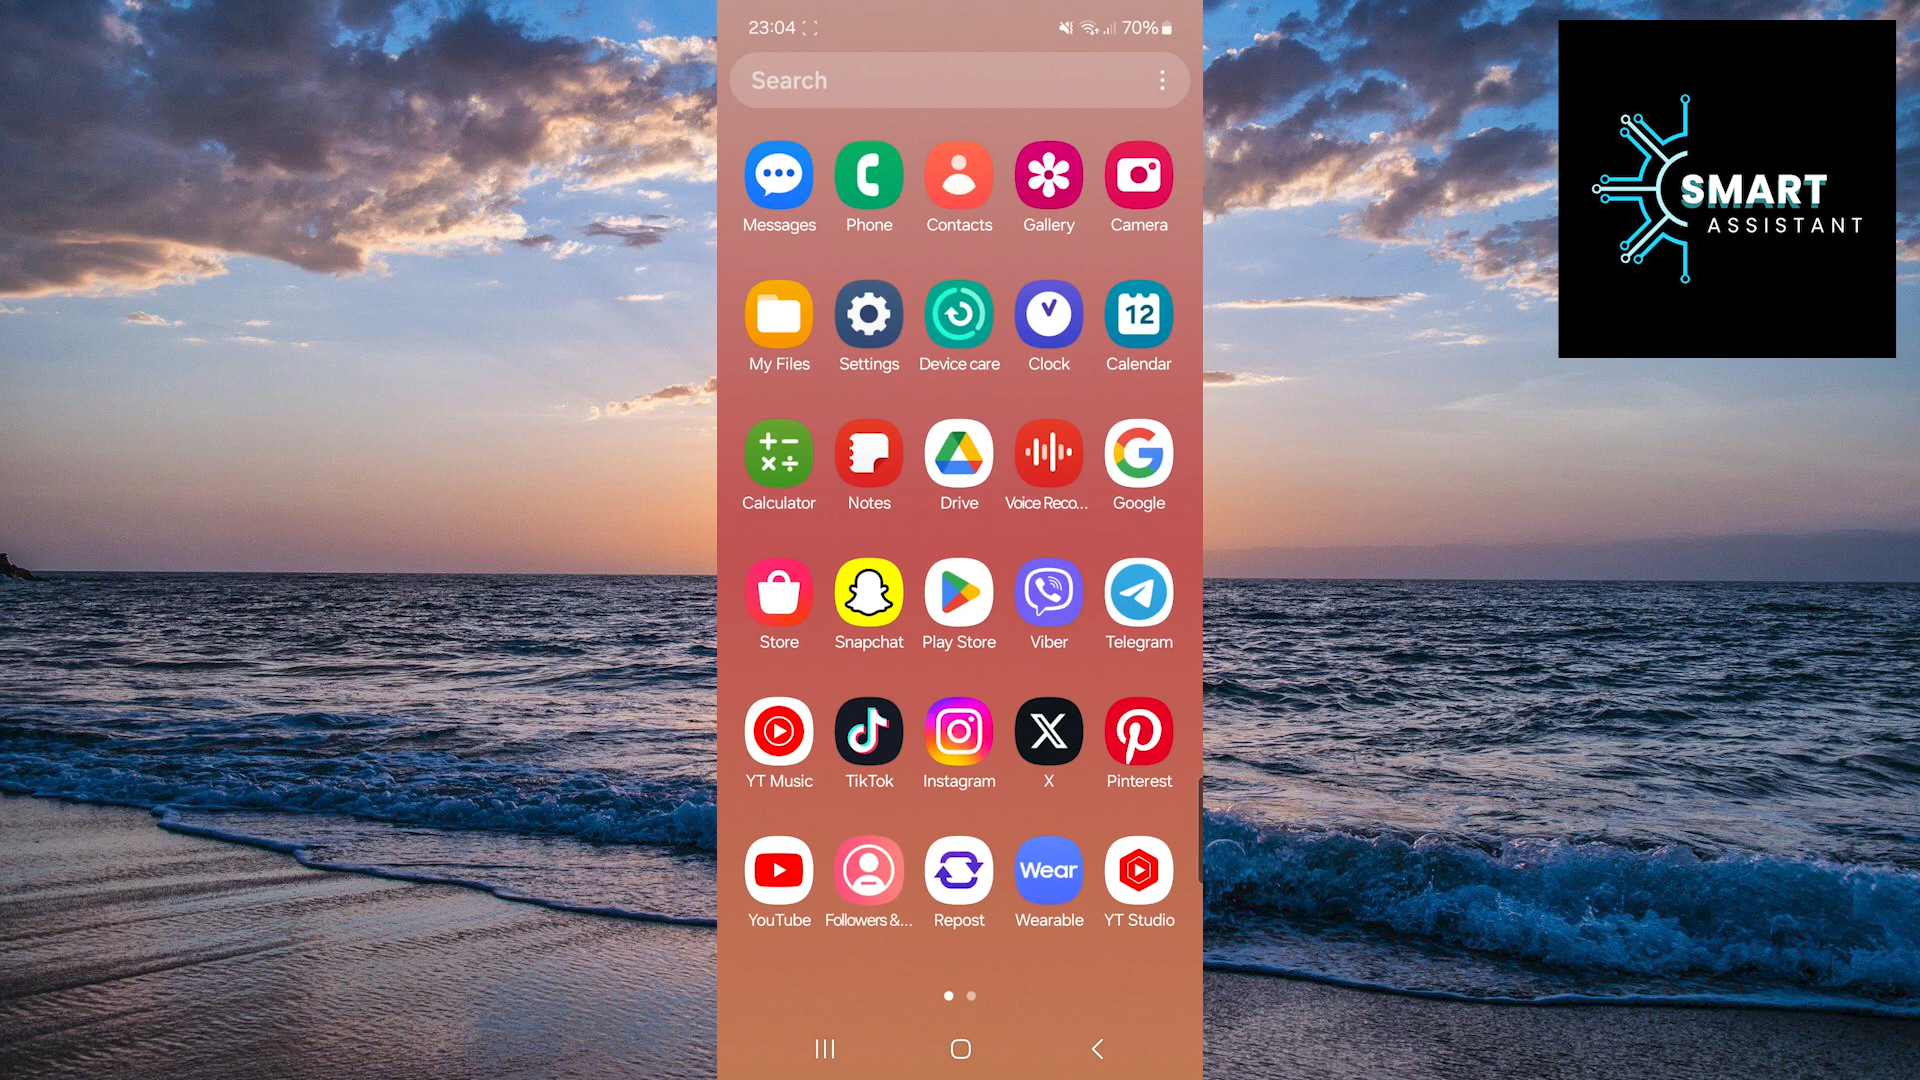 23:04
70%
Search
Messages
Phone
Contacts
Gallery
Camera
My Files
Settings
Device care
Clock
12
Calendar
Calculator
Notes
Drive
Voice Reco...
Google
Store
Snapchat
Play Store
Viber
Telegram
YT Music
TikTok
Instagram
X
Pinterest
Wear
YouTube
Followers &...
Repost
Wearable
YT Studio
SMART
ASSISTANT